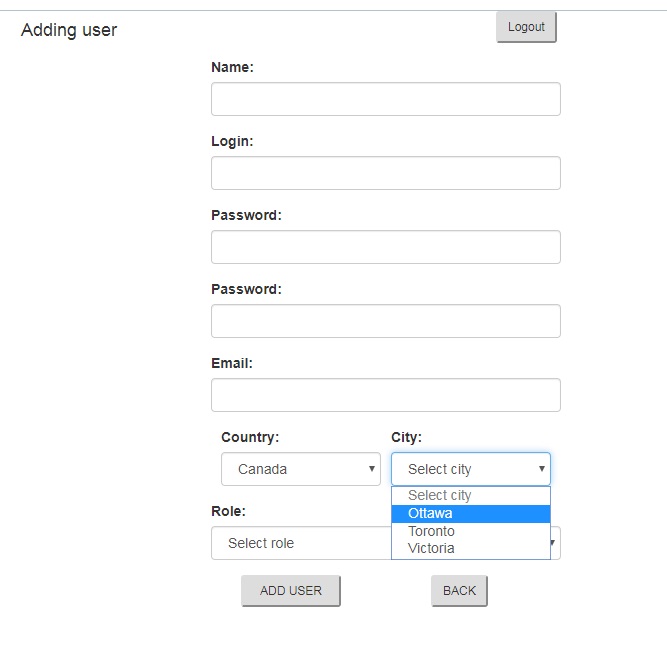 Adding user
Logout
Name:
Login:
Password:
Password:
Email:
Country: City:
Canada Select city
Select city
Ottawa
Role:
Toronto
Select role
Victoria
ADD USER BACK